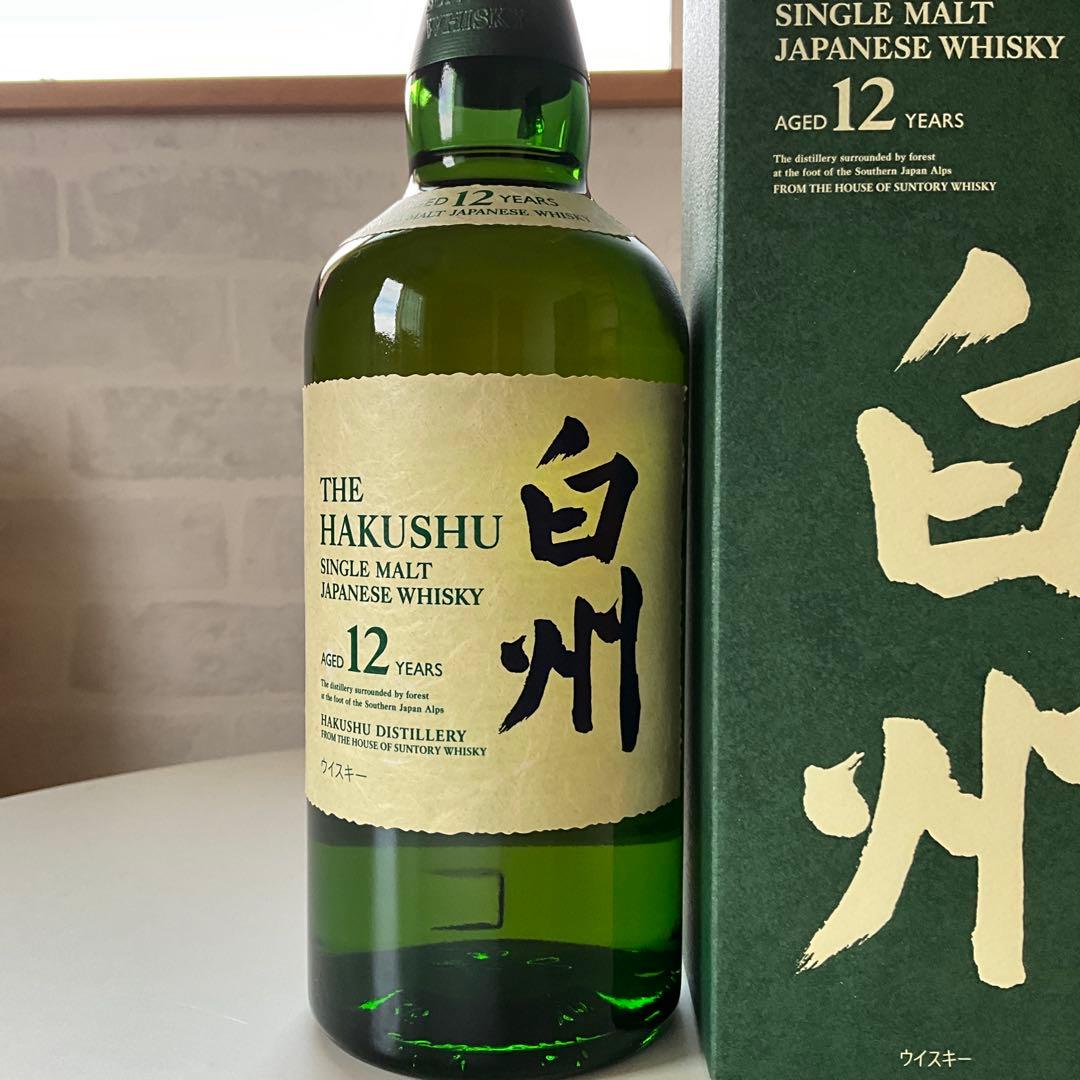 WHISKY
12 YEARS
MALT JAPANESE WHISKY
THE
HAKUSHU
SINGLE MALT
JAPANESE WHISKY
AGED 12 YEARS
The distillery surrounded by forest
at the foot of the Southern Japan Alps
HAKUSHU DISTILLERY
FROM THE HOUSE OF SUNTORY WHISKY
ウイスキー
白州
SINGLE MALT
JAPANESE WHISKY
AGED 12 YEARS
The distillery surrounded by forest
at the foot of the Southern Japan Alps
FROM THE HOUSE OF SUNTORY WHISKY
白州
ウイスキー